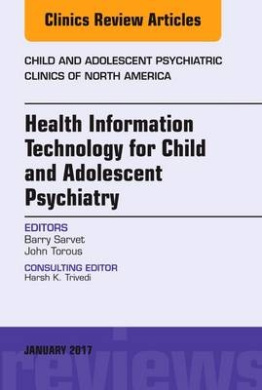 Clinics Review Articles
CHILD AND ADOLESCENT PSYCHIATRIC
CLINICS OF NORTH AMERICA
Health Information
Technology for Child
and Adolescent
Psychiatry
EDITORS
Barry Sarvet
John Torous
CONSULTING EDITOR
Harsh K. Trivedi
JANUARY 2017
reviews